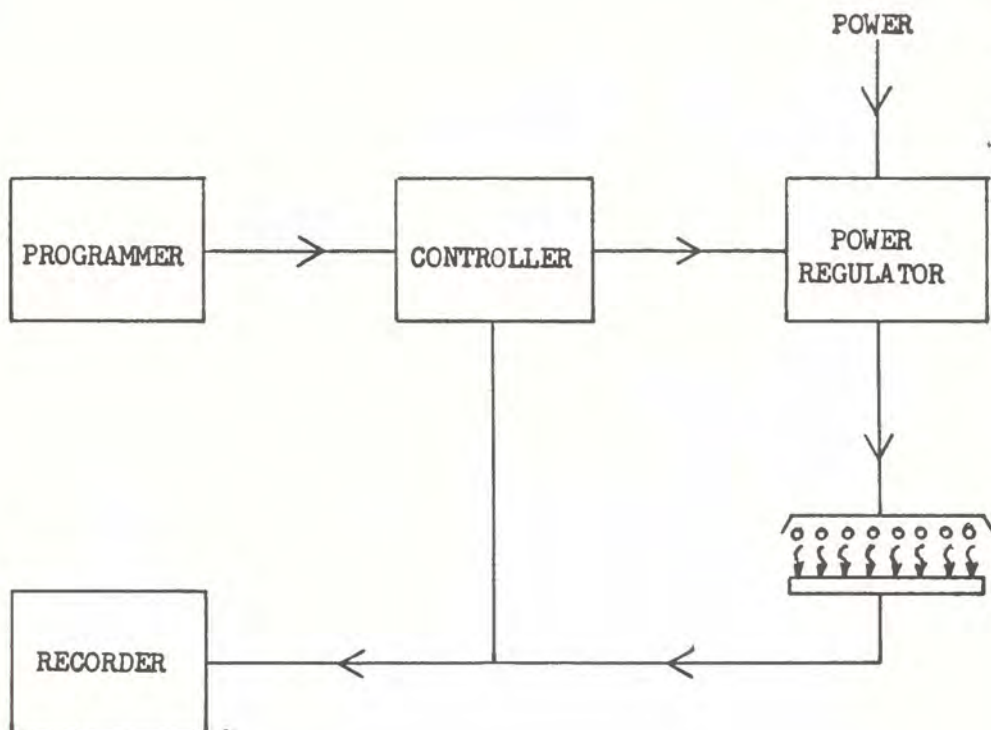 POWER
PROGRAMMER
CONTROLLER
POWER
REGULATOR
RECORDER